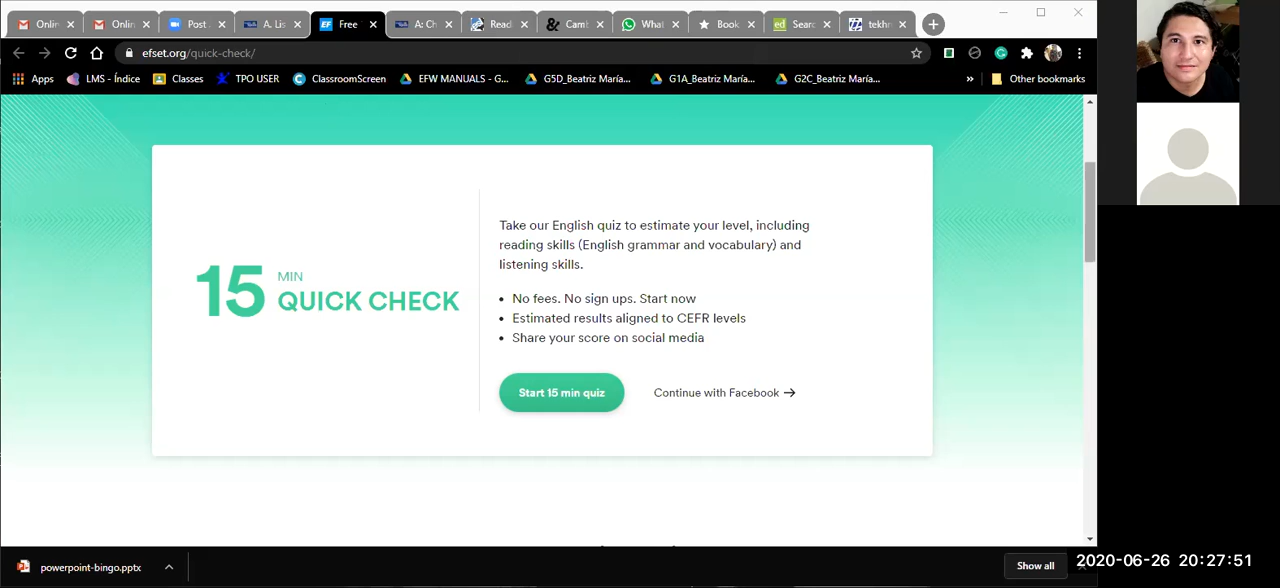 Onlin
Onlin
Post
A. Lis
Free
A: Ch
Read
Caml
What
Book
Searc
tekhn
efset.org/quick-check/
Apps
LMS - Índice
Classes
TPO USER
ClassroomScreen
EFW MANUALS - G...
G5D_Beatriz María...
G1A_Beatriz María...
G2C_Beatriz María...
»
Other bookmarks
15
MIN
QUICK CHECK
Take our English quiz to estimate your level, including
reading skills (English grammar and vocabulary) and
listening skills.
• No fees. No sign ups. Start now
• Estimated results aligned to CEFR levels
• Share your score on social media
Start 15 min quiz
Continue with Facebook →
powerpoint-bingo.pptx
Show all
2020-06-26 20:27:51